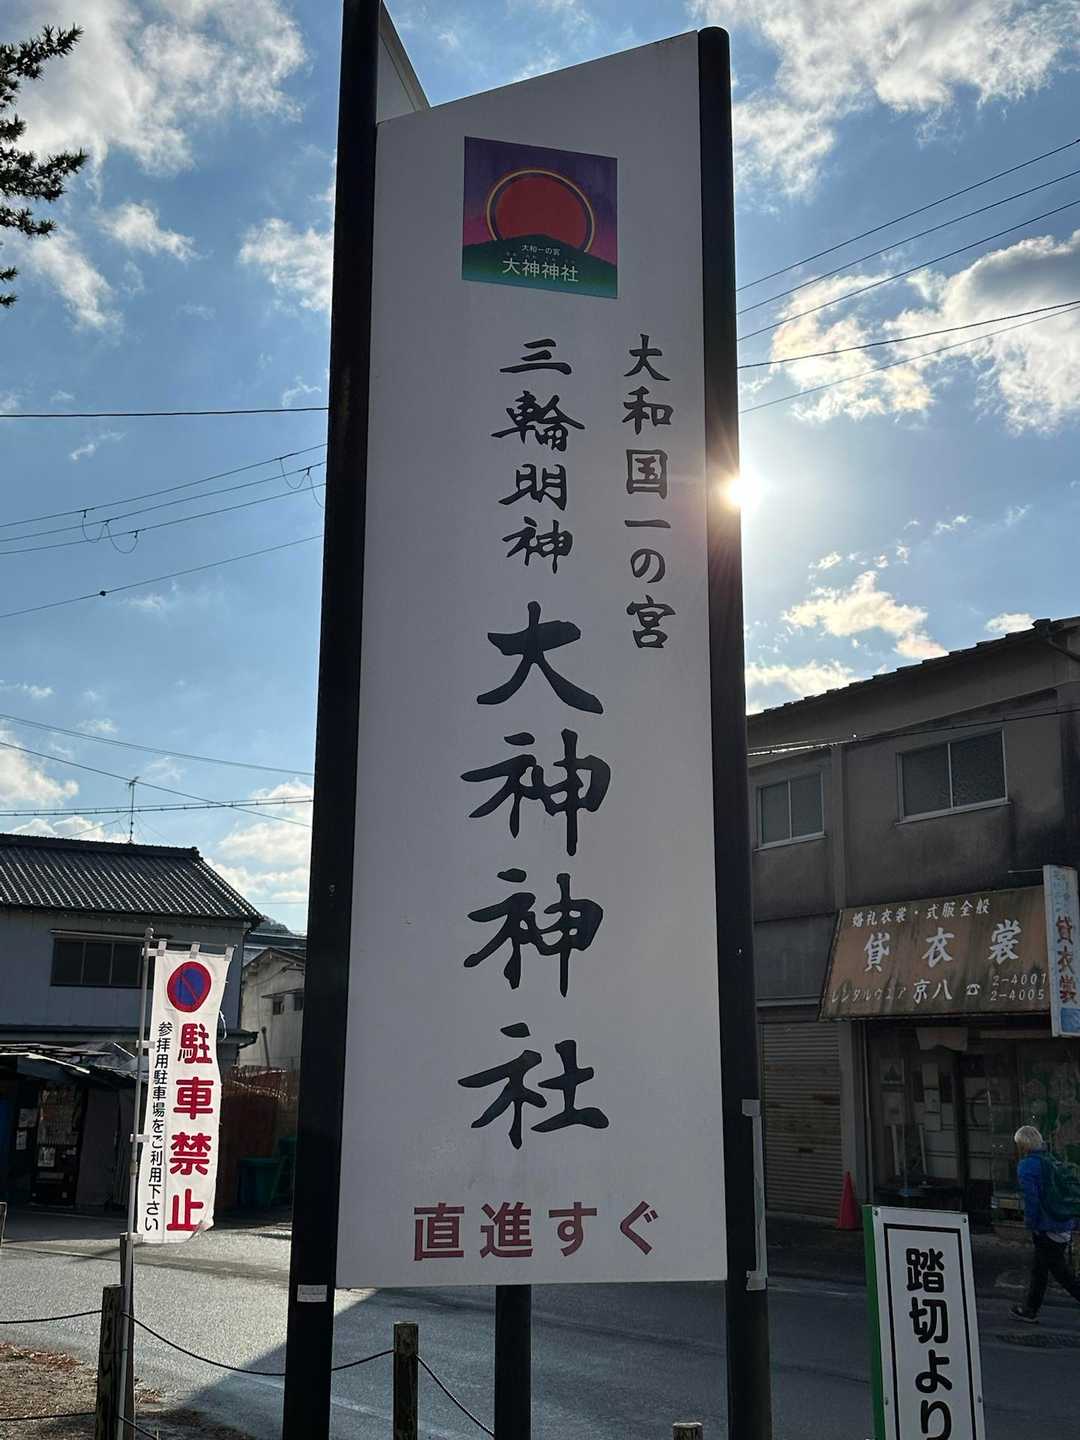 大和一の宮
大神神社
大和国一の宮
三輪明神
大神神社
直進すぐ
駐車禁止
参拝用駐車場をご利用下さい
婚礼衣裳・式服全般
貸衣裳
レンタルウェア 京八 ☎ 2-4001
2-4005
貸衣裳
踏切より